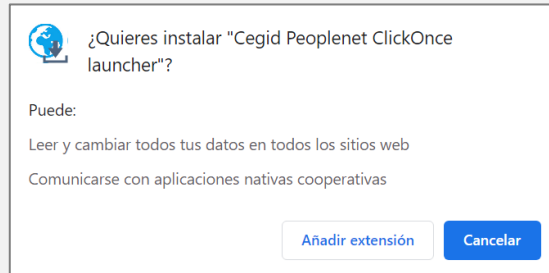 ¿Quieres instalar "Cegid Peoplenet ClickOnce
launcher"?
Puede:
Leer y cambiar todos tus datos en todos los sitios web
Comunicarse con aplicaciones nativas cooperativas
Añadir extensión
Cancelar